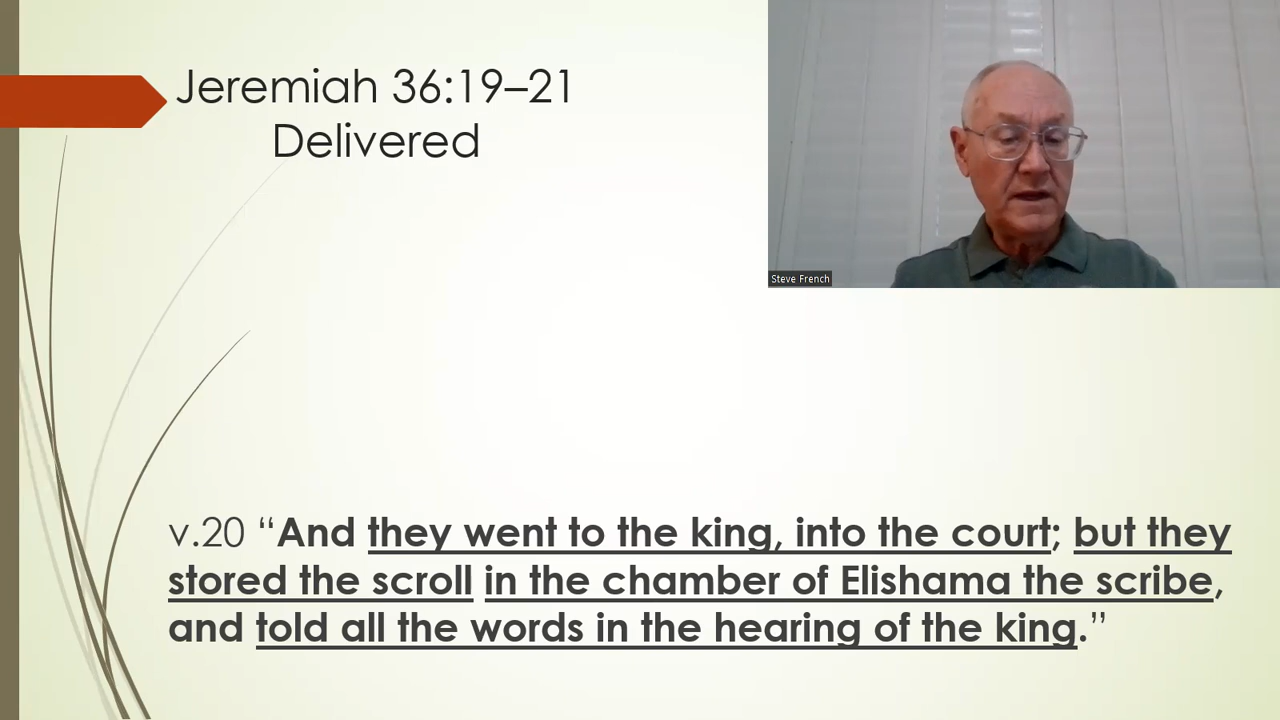 Jeremiah 36:19–21
Delivered
Steve French
v.20 “And they went to the king, into the court; but they
stored the scroll in the chamber of Elishama the scribe,
and told all the words in the hearing of the king.”